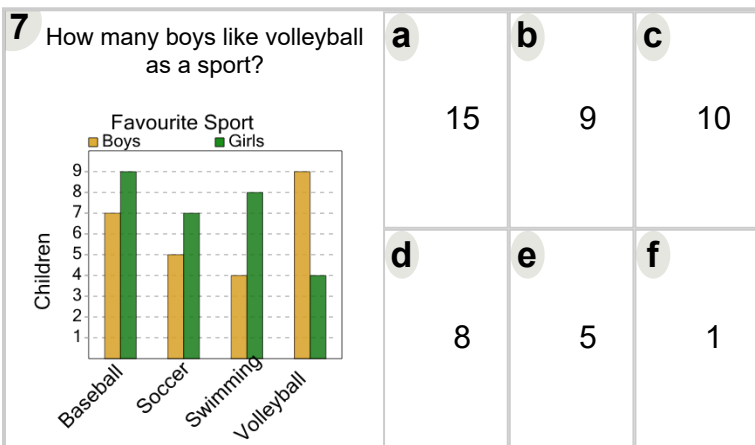 7
How many boys like volleyball
as a sport?
Favourite Sport
Boys Girls
Children
9
8
7
6
5
4
3
2
1
Baseball
Soccer
Swimming
Volleyball
a
15
b
9
c
10
d
8
e
5
f
1